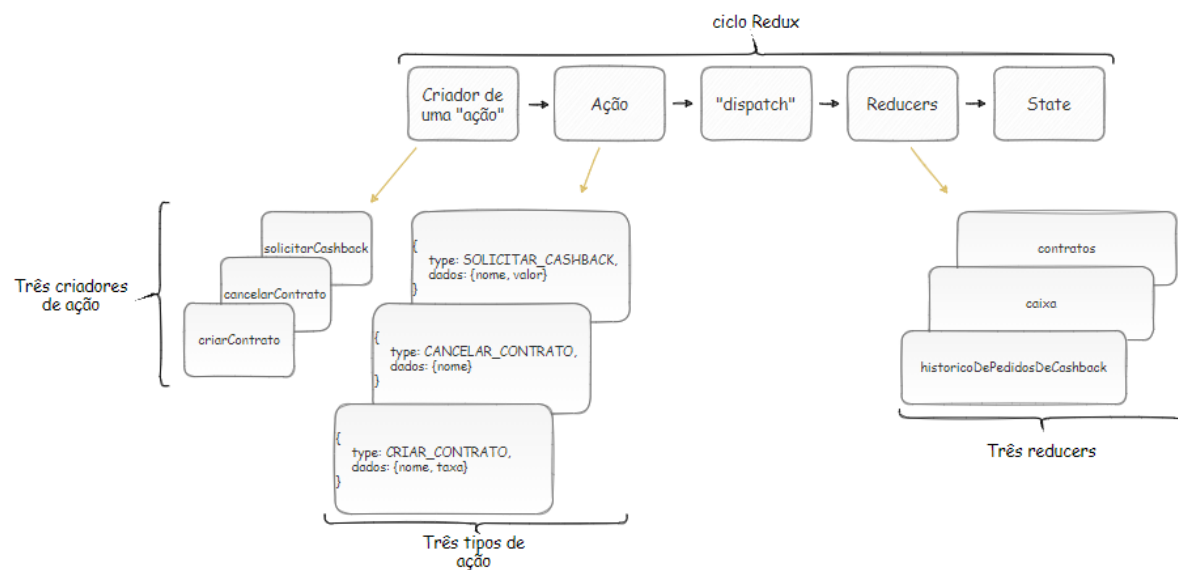 ciclo Redux
Criador de
uma "ação"
Ação
"dispatch"
Reducers
State
Três criadores
de ação
solicitarCashback
cancelarContrato
criarContrato
{
type: SOLICITAR_CASHBACK,
dados: {nome, valor}
}
{
type: CANCELAR_CONTRATO,
dados: {nome}
}
{
type: CRIAR_CONTRATO,
dados: {nome, taxa}
}
Três tipos de
ação
contratos
caixa
historicoDePedidosDeCashback
Três reducers